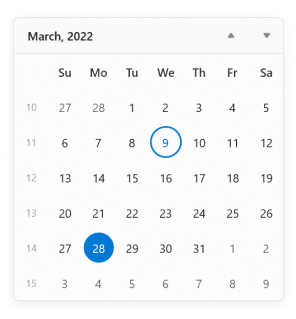 March, 2022
Su Mo Tu We Th Fr Sa
10 27 28 1 2 3 4 5
11 6 7 8 9 10 11 12
12 13 14 15 16 17 18 19
13 20 21 22 23 24 25 26
14 27 28 29 30 31 1 2
15 3 4 5 6 7 8 9